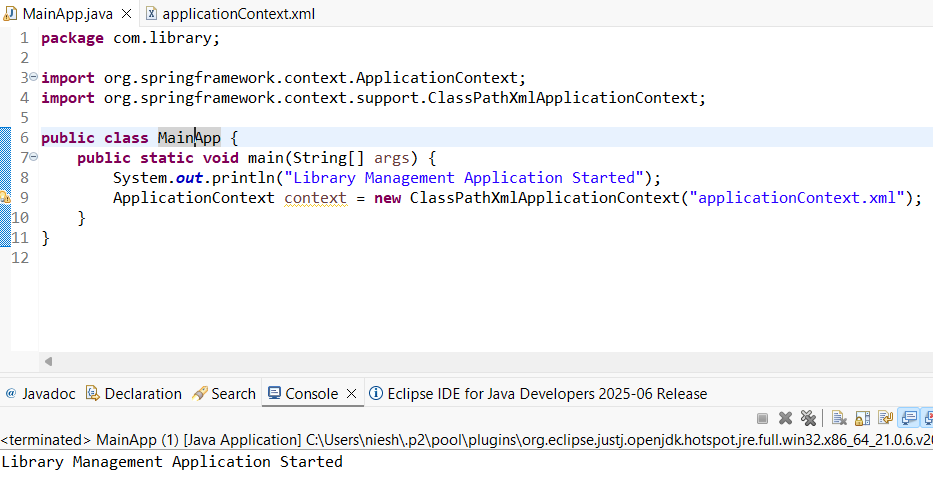 MainApp.java applicationContext.xml
1 package com.library;
2
3 import org.springframework.context.ApplicationContext;
4 import org.springframework.context.support.ClassPathXmlApplicationContext;
5
6 public class MainApp {
7 public static void main(String[] args) {
8 System.out.println("Library Management Application Started");
9 ApplicationContext context = new ClassPathXmlApplicationContext("applicationContext.xml");
10 }
11 }
12
@ Javadoc Declaration Search Console Eclipse IDE for Java Developers 2025-06 Release
<terminated> MainApp (1) [Java Application] C:\Users\niesh\.p2\pool\plugins\org.eclipse.justj.openjdk.hotspot.jre.full.win32.x86_64_21.0.6.v20
Library Management Application Started